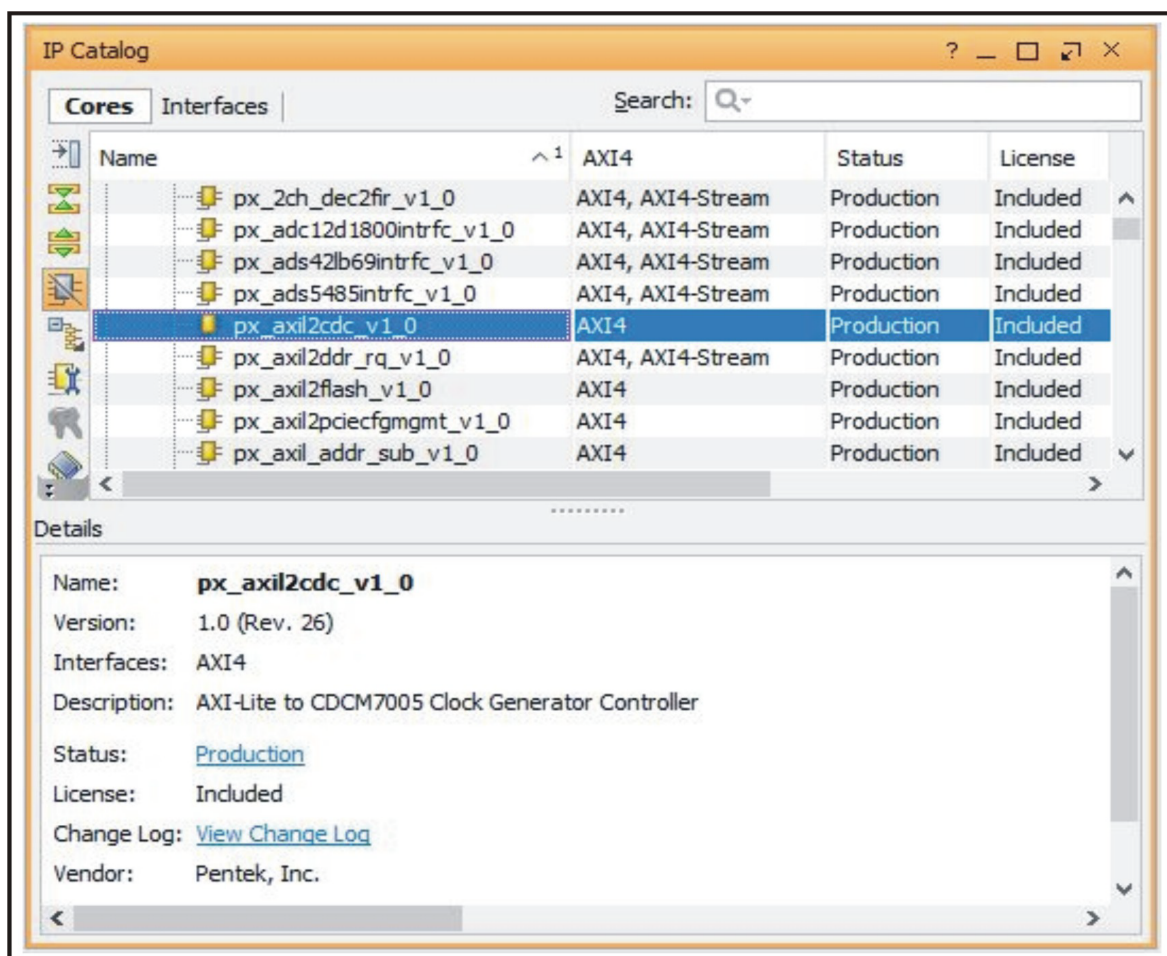 IP Catalog ?
Cores Interfaces Search:
Name 1 AXI4 Status License
px_2ch_dec2fir_v1_0 AXI4, AXI4-Stream Production Included
px_adc12d1800intrfc_v1_0 AXI4, AXI4-Stream Production Included
px_ads42lb69intrfc_v1_0 AXI4, AXI4-Stream Production Included
px_ads5485intrfc_v1_0 AXI4, AXI4-Stream Production Included
px_axil2cdc_v1_0 AXI4 Production Included
px_axil2ddr_rq_v1_0 AXI4, AXI4-Stream Production Included
px_axil2flash_v1_0 AXI4 Production Included
px_axil2pciecfgmgmt_v1_0 AXI4 Production Included
px_axil_addr_sub_v1_0 AXI4 Production Included
Details
Name: px_axil2cdc_v1_0
Version: 1.0 (Rev. 26)
Interfaces: AXI4
Description: AXI-Lite to CDCM7005 Clock Generator Controller
Status: Production
License: Included
Change Log: View Change Log
Vendor: Pentek, Inc.